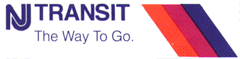 NJ TRANSIT
The Way To Go.